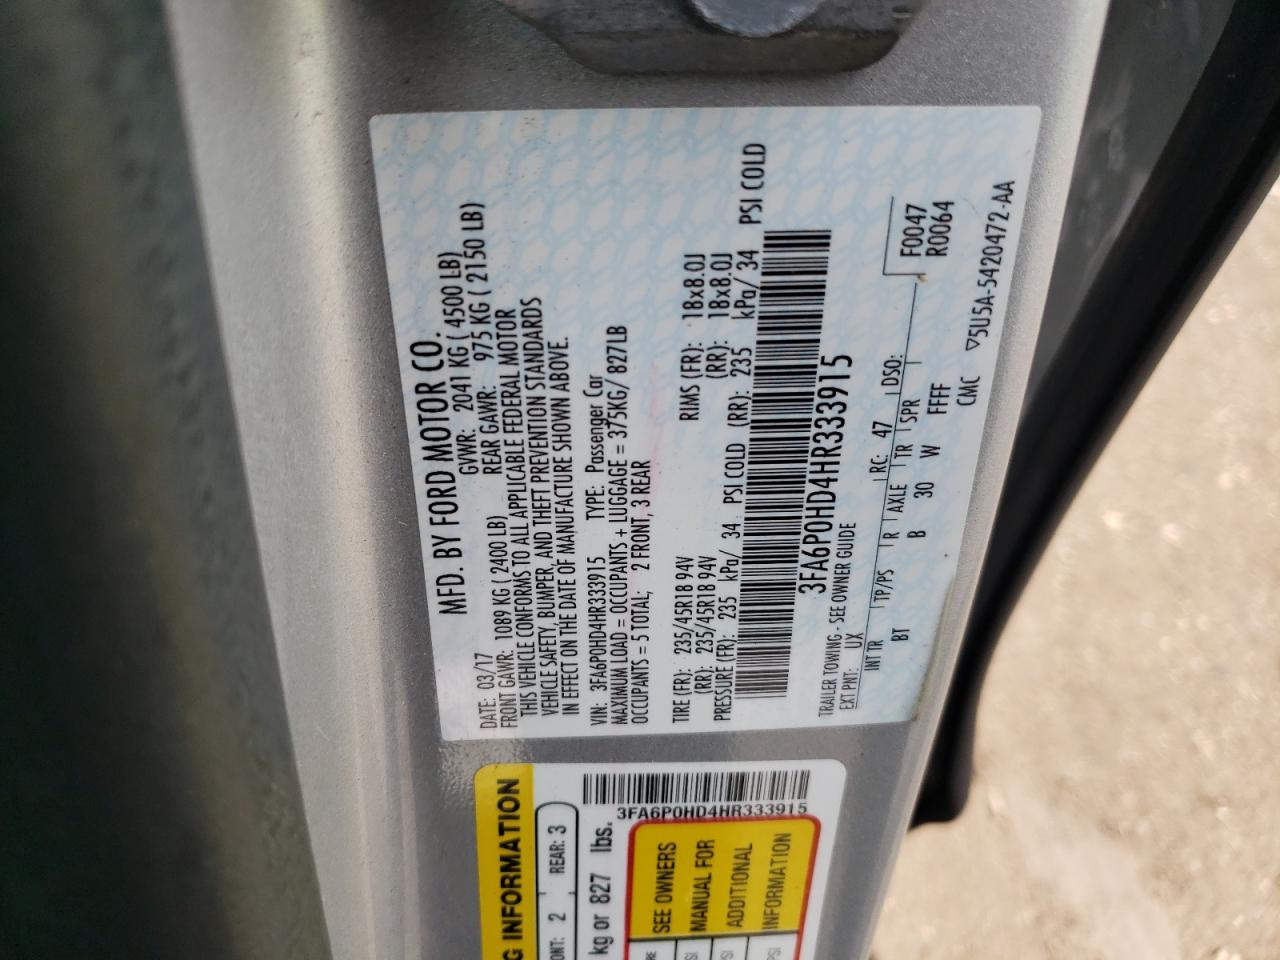 MFD. BY FORD MOTOR CO.
DATE: 03/17 GVWR: 2041 KG ( 4500 LB)
FRONT GAWR: 1089 KG ( 2400 LB) REAR GAWR: 975 KG ( 2150 LB)
THIS VEHICLE CONFORMS TO ALL APPLICABLE FEDERAL MOTOR
VEHICLE SAFETY, BUMPER, AND THEFT PREVENTION STANDARDS
IN EFFECT ON THE DATE OF MANUFACTURE SHOWN ABOVE.
VIN: 3FA6P0HD4HR333915 TYPE: Passenger Car
MAXIMUM LOAD = OCCUPANTS + LUGGAGE = 375KG/ 827LB
OCCUPANTS = 5 TOTAL; 2 FRONT, 3 REAR
TIRE (FR): 235/45R18 94V RIMS (FR): 18x8.0J
(RR): 235/45R18 94V (RR): 18x8.0J
PRESSURE (FR): 235 kPa/ 34 PSI COLD (RR): 235 kPa/ 34 PSI COLD
3FA6P0HD4HR333915
TRAILER TOWING - SEE OWNER GUIDE
EXT PNT: UX RC: 47 DSO: F0047
R0064
INT TR TP/PS R AXLE TR SPR
BT B 30 W FFFF
CMC ▽5U5A-5420472-AA
G INFORMATION
ONT: 2 REAR: 3
3FA6P0HD4HR333915
kg or 827 lbs.
SEE OWNERS
MANUAL FOR
ADDITIONAL
INFORMATION